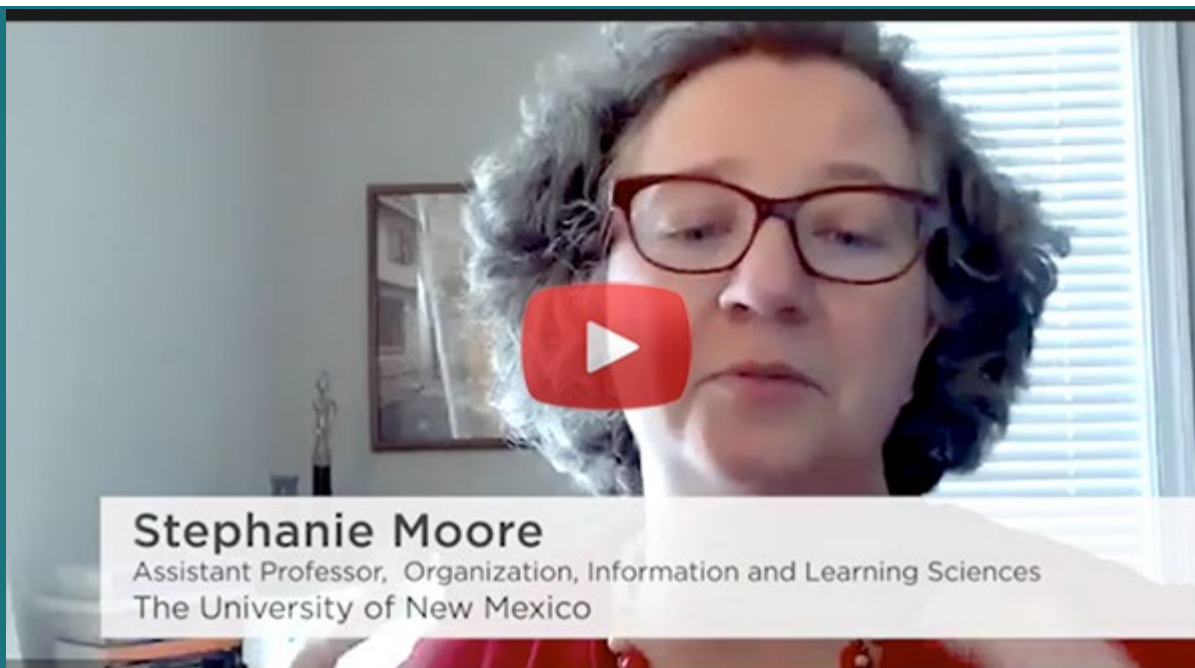 Stephanie Moore
Assistant Professor, Organization, Information and Learning Sciences
The University of New Mexico